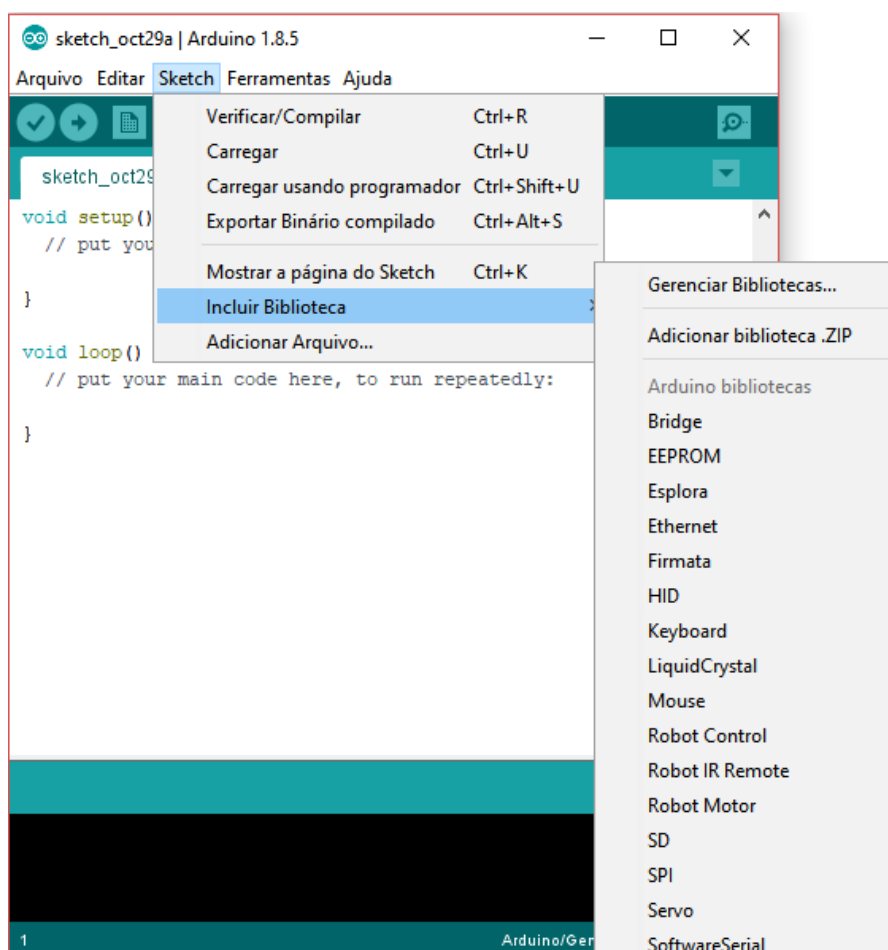 sketch_oct29a | Arduino 1.8.5
Arquivo Editar Sketch Ferramentas Ajuda
Verificar/Compilar Ctrl+R
Carregar Ctrl+U
Carregar usando programador Ctrl+Shift+U
Exportar Binário compilado Ctrl+Alt+S
Mostrar a página do Sketch Ctrl+K
Incluir Biblioteca
Adicionar Arquivo...
sketch_oct29
void setup()
// put you
}
void loop()
// put your main code here, to run repeatedly:
}
Gerenciar Bibliotecas...
Adicionar biblioteca .ZIP
Arduino bibliotecas
Bridge
EEPROM
Esplora
Ethernet
Firmata
HID
Keyboard
LiquidCrystal
Mouse
Robot Control
Robot IR Remote
Robot Motor
SD
SPI
Servo
SoftwareSerial
1 Arduino/Ger